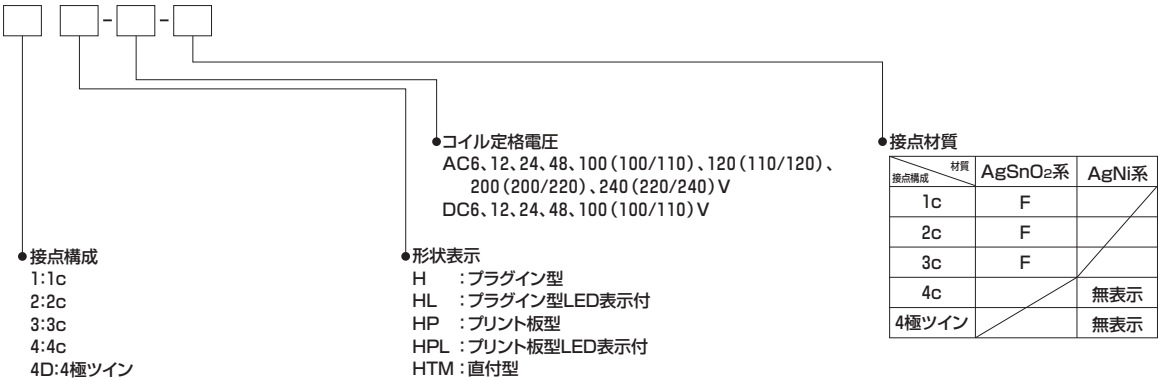 - -
●コイル定格電圧
AC6、12、24、48、100(100/110)、120(110/120)、
200(200/220)、240(220/240)V
DC6、12、24、48、100(100/110)V
●接点材質
材質
接点構成
AgSnO2系 AgNi系
1c F
2c F
3c F
4c 無表示
4極ツイン 無表示
●接点構成
1:1c
2:2c
3:3c
4:4c
4D:4極ツイン
●形状表示
H :プラグイン型
HL :プラグイン型LED表示付
HP :プリント板型
HPL :プリント板型LED表示付
HTM :直付型